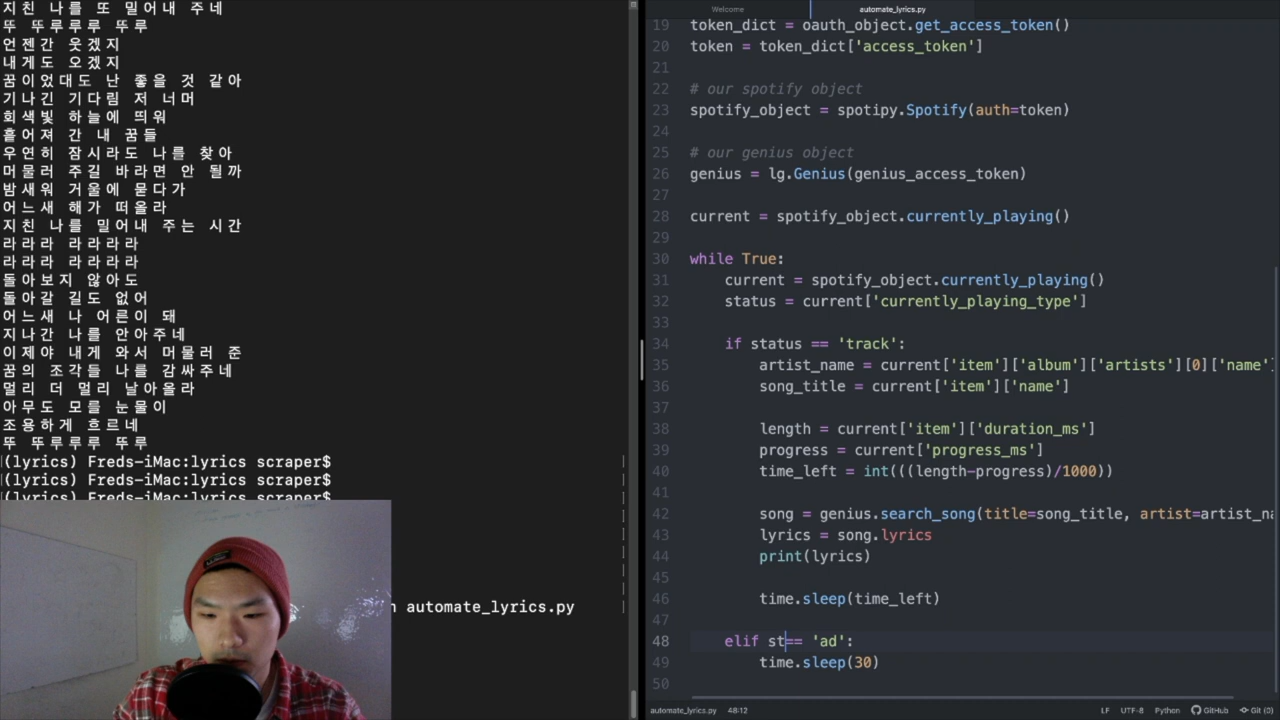 지친 나를 또 밀어내 주네
뚜 뚜루루루 뚜루
언젠간 웃겠지
내게도 오겠지
꿈이었대도 난 좋을 것 같아
기나긴 기다림 저 너머
회색빛 하늘에 띄워
흩어져 간 내 꿈들
우연히 잠시라도 나를 찾아
머물러 주길 바라면 안 될까
밤새워 거울에 묻다가
어느새 해가 떠올라
지친 나를 밀어내 주는 시간
라라라 라라라라
라라라 라라라라
돌아보지 않아도
돌아갈 길도 없어
어느새 나 어른이 돼
지나간 나를 안아주네
이제야 내게 와서 머물러 준
꿈의 조각들 나를 감싸주네
멀리 더 멀리 날아올라
아무도 모를 눈물이
조용하게 흐르네
뚜 뚜루루루 뚜루
(lyrics) Freds-iMac:lyrics scraper$
(lyrics) Freds-iMac:lyrics scraper$
(lyrics) Freds-iMac:lyrics scraper$
automate_lyrics.py
Welcome
automate_lyrics.py
19 token_dict = oauth_object.get_access_token()
20 token = token_dict['access_token']
21
22 # our spotify object
23 spotify_object = spotipy.Spotify(auth=token)
24
25 # our genius object
26 genius = lg.Genius(genius_access_token)
27
28 current = spotify_object.currently_playing()
29
30 while True:
31 current = spotify_object.currently_playing()
32 status = current['currently_playing_type']
33
34 if status == 'track':
35 artist_name = current['item']['album']['artists'][0]['name']
36 song_title = current['item']['name']
37
38 length = current['item']['duration_ms']
39 progress = current['progress_ms']
40 time_left = int(((length-progress)/1000))
41
42 song = genius.search_song(title=song_title, artist=artist_na
43 lyrics = song.lyrics
44 print(lyrics)
45
46 time.sleep(time_left)
47
48 elif st== 'ad':
49 time.sleep(30)
50
automate_lyrics.py 48:12 LF UTF-8 Python GitHub Git (0)